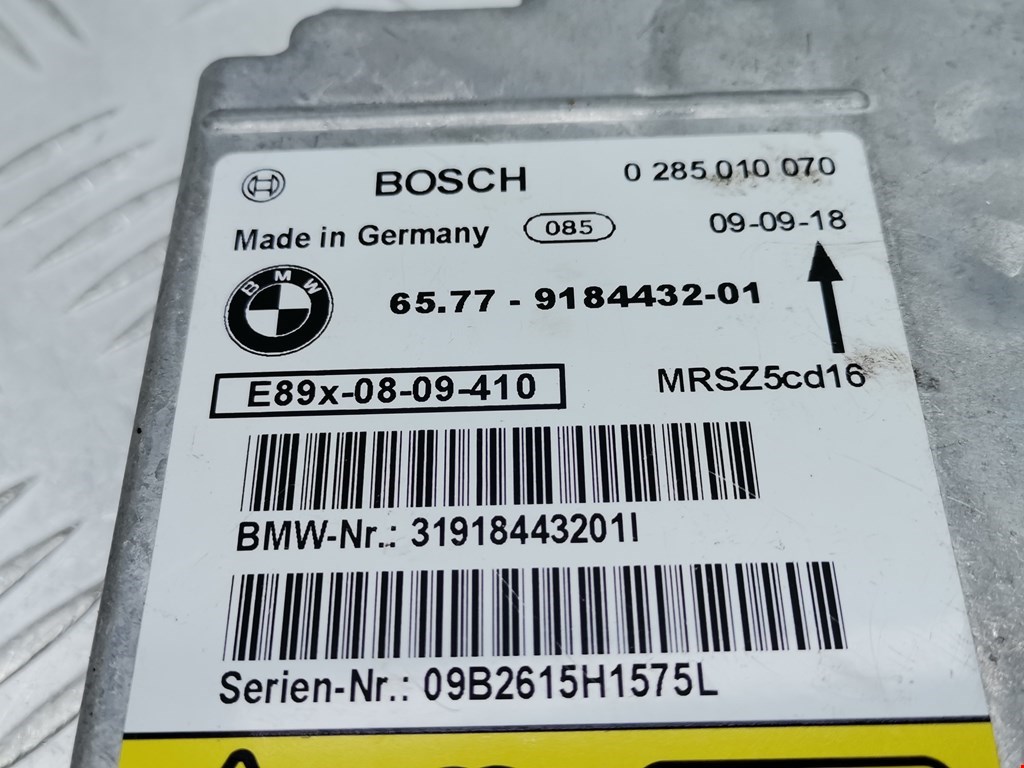 BOSCH 0 285 010 070
Made in Germany 085 09-09-18
BMW 65.77 - 9184432-01
E89x-08-09-410 MRSZ5cd16
BMW-Nr.: 31918443201I
Serien-Nr.: 09B2615H1575L